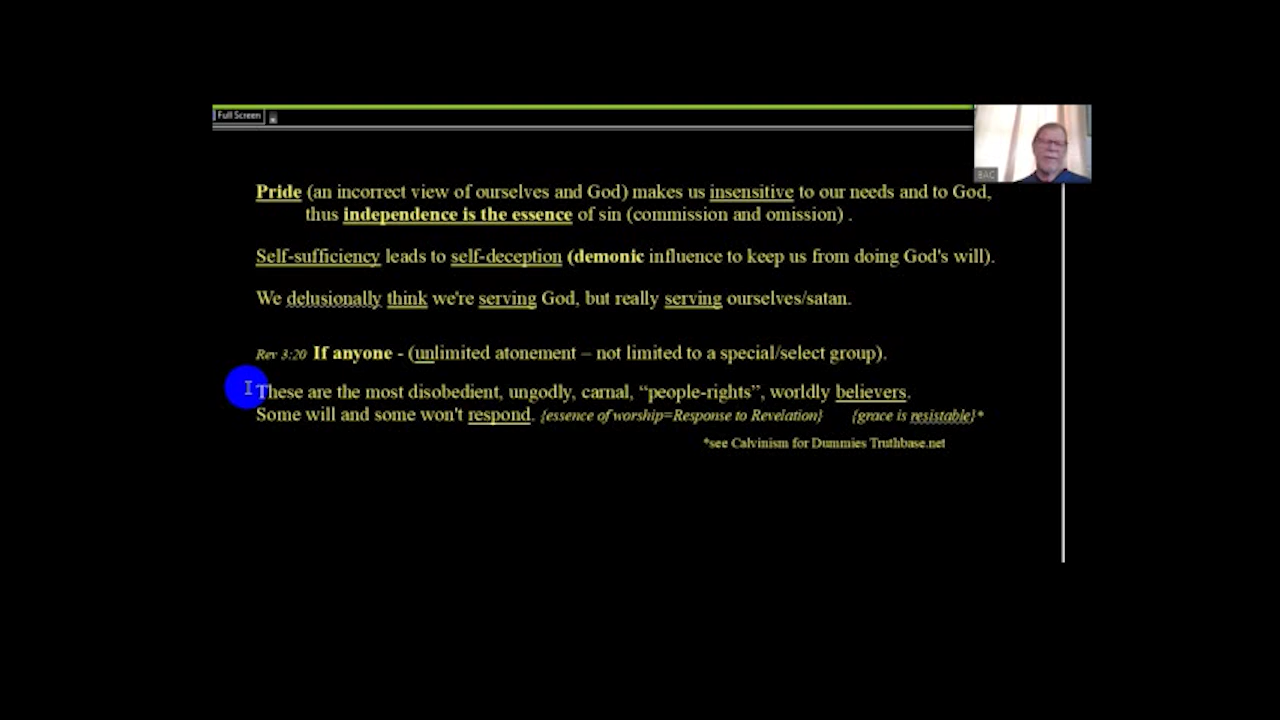 Full Screen
BAC
Pride (an incorrect view of ourselves and God) makes us insensitive to our needs and to God,
thus independence is the essence of sin (commission and omission) .
Self-sufficiency leads to self-deception (demonic influence to keep us from doing God's will).
We delusionally think we're serving God, but really serving ourselves/satan.
Rev 3:20 If anyone - (unlimited atonement – not limited to a special/select group).
These are the most disobedient, ungodly, carnal, “people-rights”, worldly believers.
Some will and some won't respond. {essence of worship=Response to Revelation} {grace is resistable}*
*see Calvinism for Dummies Truthbase.net